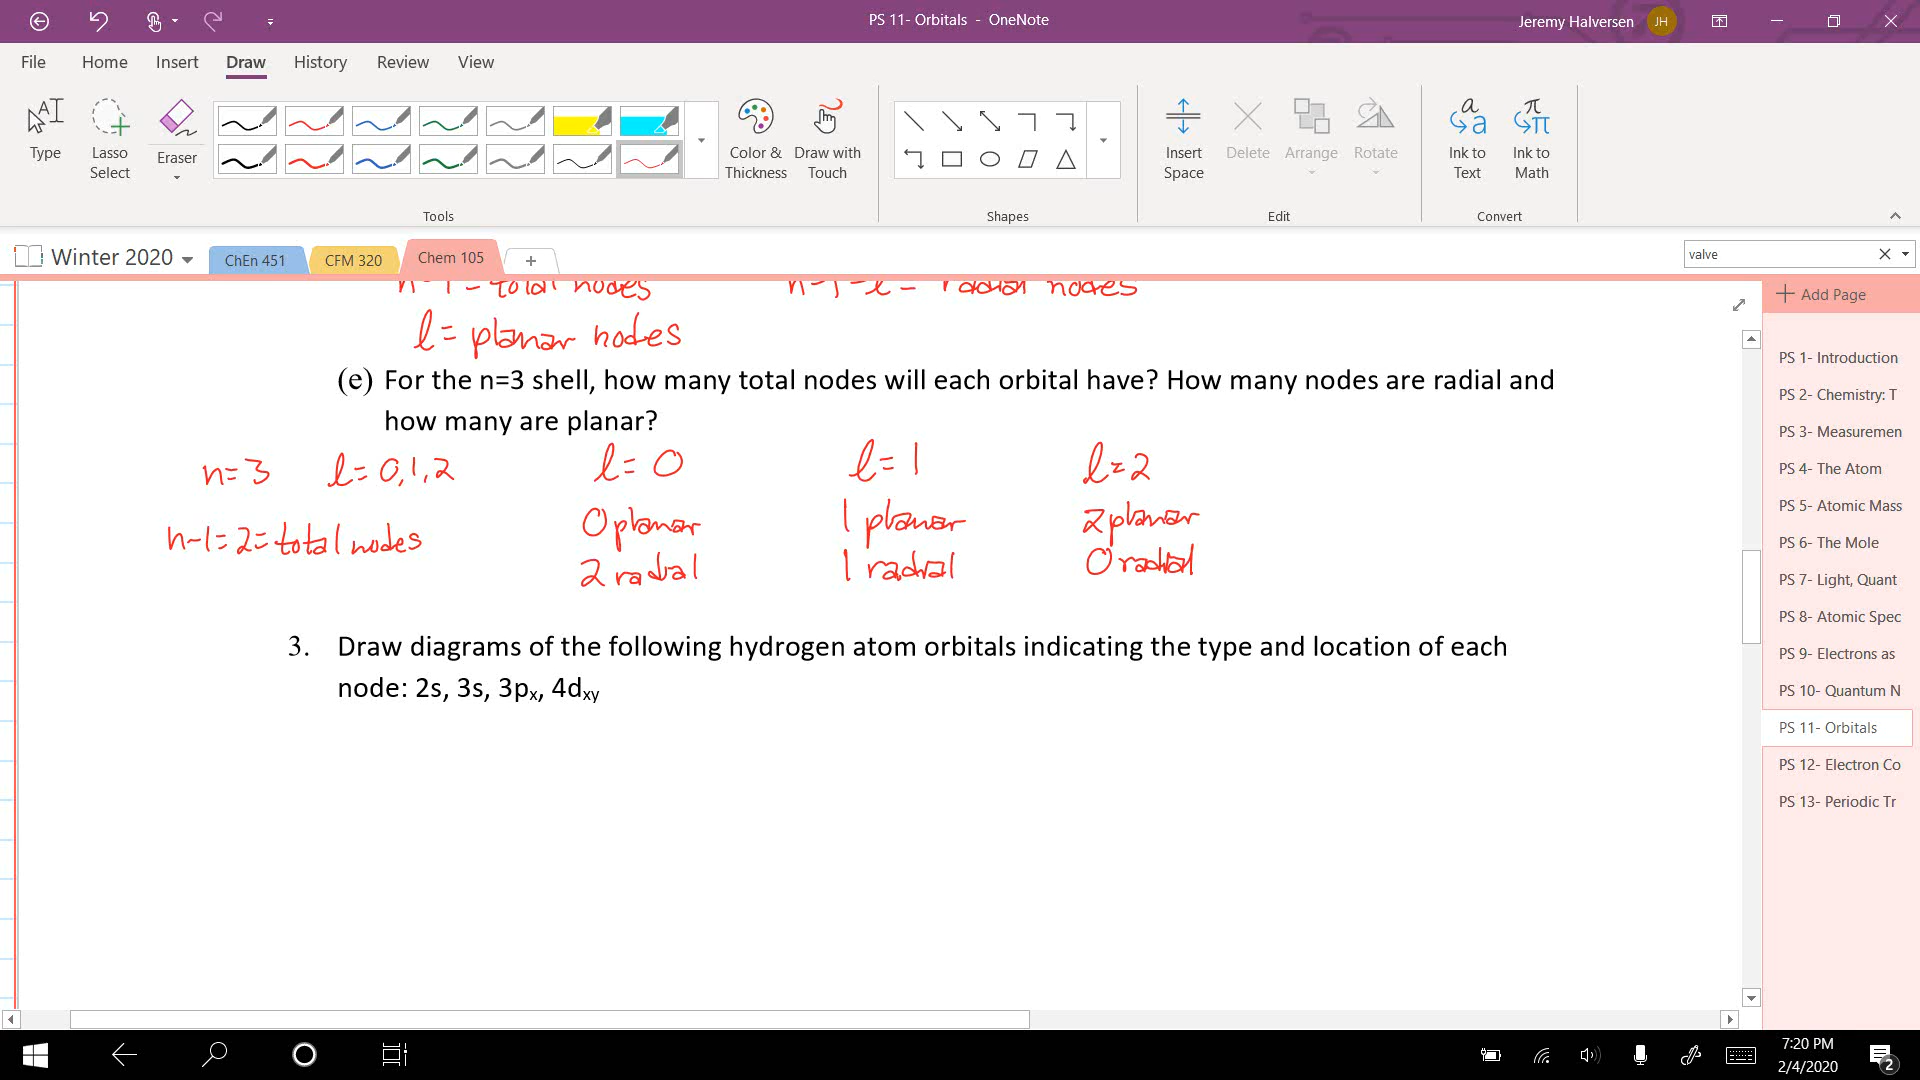 PS 11- Orbitals - OneNote
Jeremy Halversen JH
File Home Insert Draw History Review View
Type
Lasso Select
Eraser
Color & Thickness
Draw with Touch
Insert Space
Delete
Arrange
Rotate
Ink to Text
Ink to Math
Tools
Shapes
Edit
Convert
Winter 2020
ChEn 451
CFM 320
Chem 105
valve
n-1 = total nodes n-1-l = radial nodes
l = planar nodes
(e) For the n=3 shell, how many total nodes will each orbital have? How many nodes are radial and
how many are planar?
n=3 l=0,1,2 l=0 l=1 l=2
n-1=2=total nodes 0 planar 1 planar 2 planar
2 radial 1 radial 0 radial
3. Draw diagrams of the following hydrogen atom orbitals indicating the type and location of each
node: 2s, 3s, 3pₓ, 4dxy
Add Page
PS 1- Introduction
PS 2- Chemistry: T
PS 3- Measuremen
PS 4- The Atom
PS 5- Atomic Mass
PS 6- The Mole
PS 7- Light, Quant
PS 8- Atomic Spec
PS 9- Electrons as
PS 10- Quantum N
PS 11- Orbitals
PS 12- Electron Co
PS 13- Periodic Tr
7:20 PM
2/4/2020
2